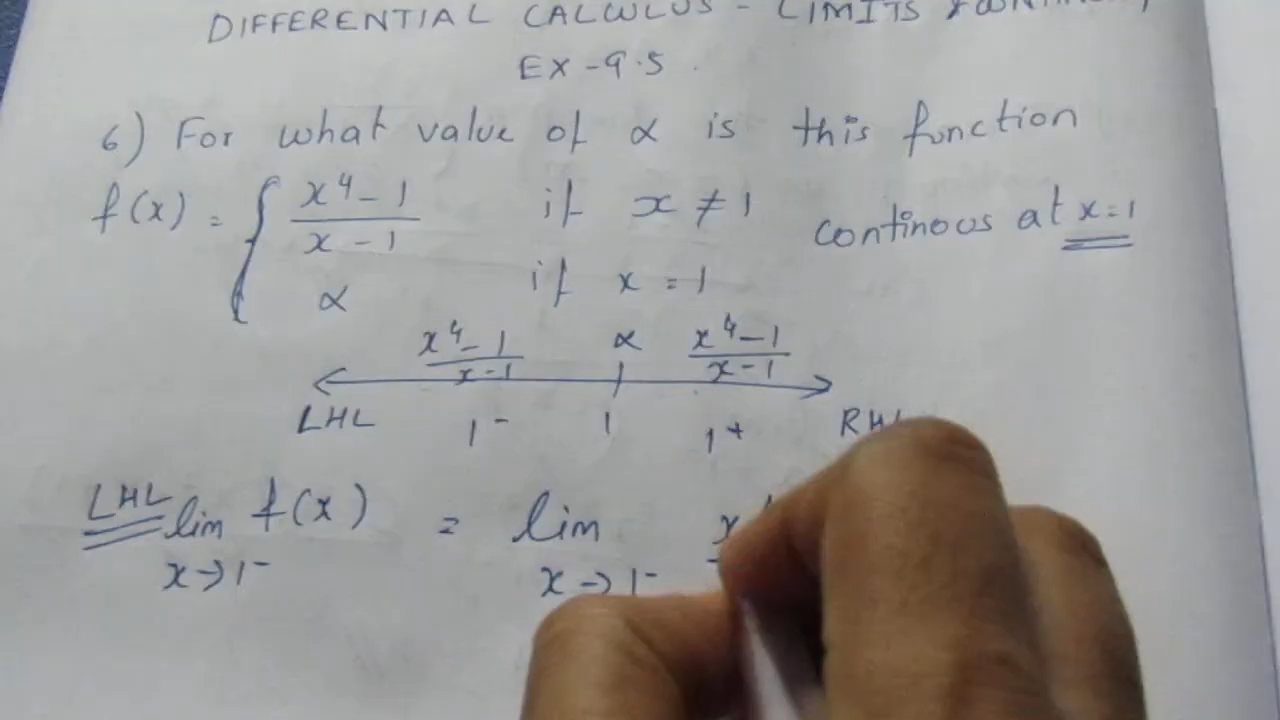 DIFFERENTIAL CALCULUS - LIMITS &
EX-9.5.
6) For what value of α is this function
f(x) = { x⁴-1 / x-1 if x ≠ 1 continous at x=1
α if x = 1
x⁴-1 / x-1 α x⁴-1 / x-1
LHL 1⁻ 1 1⁺
LHL lim x→1⁻ f(x) = lim x→1⁻ x